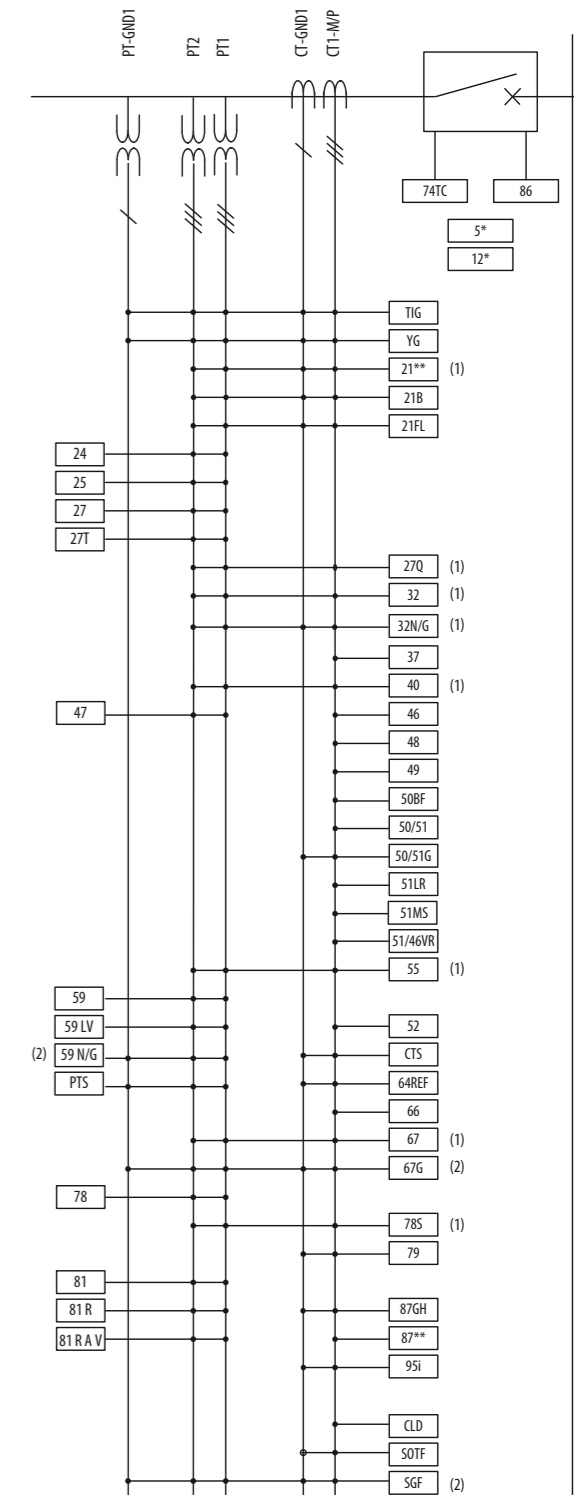 PT-GND1
PT2
PT1
CT-GND1
CT1-M/P
74TC
86
5*
12*
TIG
YG
21** (1)
21B
21FL
24
25
27
27T
27Q (1)
32 (1)
32N/G (1)
37
40 (1)
47
46
48
49
50BF
50/51
50/51G
51LR
51MS
51/46VR
55 (1)
59
59 LV
52
(2) 59 N/G
CTS
PTS
64REF
66
67 (1)
67G (2)
78
78S (1)
79
81
81 R
87GH
81 R A V
87**
95i
CLD
SOTF
SGF (2)